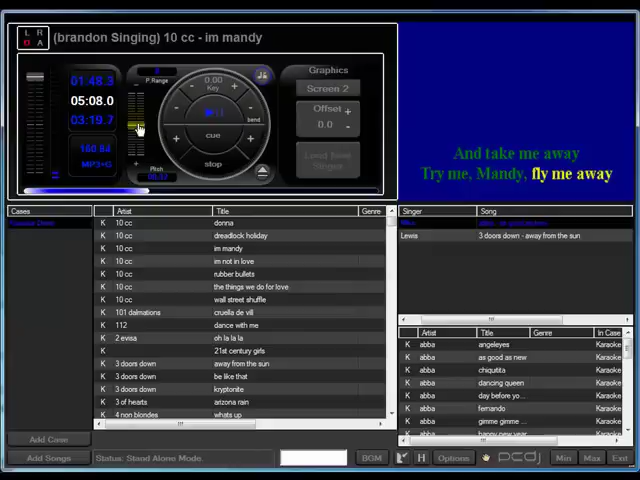 L R
B A
(brandon Singing) 10 cc - im mandy
01:48.3
05:08.0
03:19.7
160 84
MP3+G
P.Range
Pitch
0.00
Key
bend
cue
stop
Graphics
Screen 2
Offset
0.0
Load from
Singer
And take me away
Try me, Mandy, fly me away
Cases
Artist Title Genre
K 10 cc donna
K 10 cc dreadlock holiday
K 10 cc im mandy
K 10 cc im not in love
K 10 cc rubber bullets
K 10 cc the things we do for love
K 10 cc wall street shuffle
K 101 dalmations cruella de vill
K 112 dance with me
K 2 evisa oh la la la
K 21st century girls
K 3 doors down away from the sun
K 3 doors down be like that
K 3 doors down kryptonite
K 3 of hearts arizona rain
K 4 non blondes whats up
Singer Song
Lewis 3 doors down - away from the sun
Artist Title Genre In Case
K abba angeleyes Karaoke
K abba as good as new Karaoke
K abba chiquitita Karaoke
K abba dancing queen Karaoke
K abba day before yo... Karaoke
K abba fernando Karaoke
K abba gimme gimme ... Karaoke
K abba happy new year Karaoke
Add Case
Add Songs
Status: Stand Alone Mode.
BGM
H
Options
pcdj
Min
Max
Exit